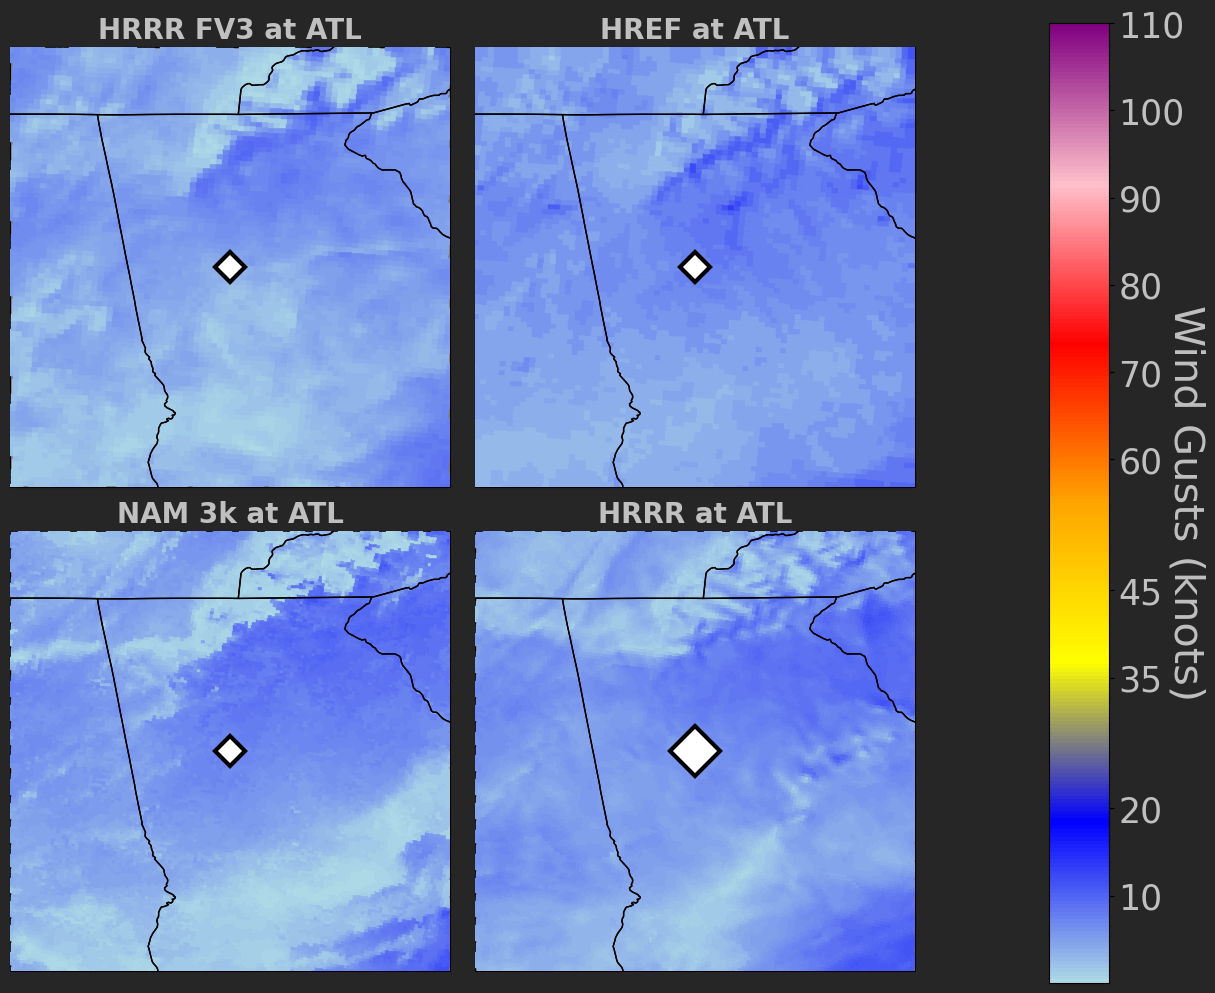 HRRR FV3 at ATL
HREF at ATL
NAM 3k at ATL
HRRR at ATL
110
100
90
80
70
60
45
35
20
10
Wind Gusts (knots)